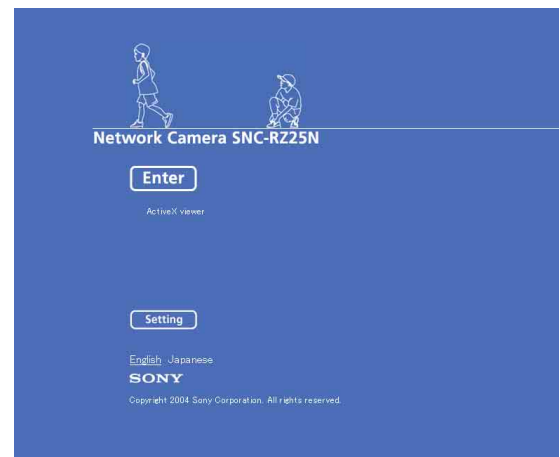 Network Camera SNC-RZ25N
Enter
ActiveX viewer
Setting
English Japanese
SONY
Copyright 2004 Sony Corporation. All rights reserved.